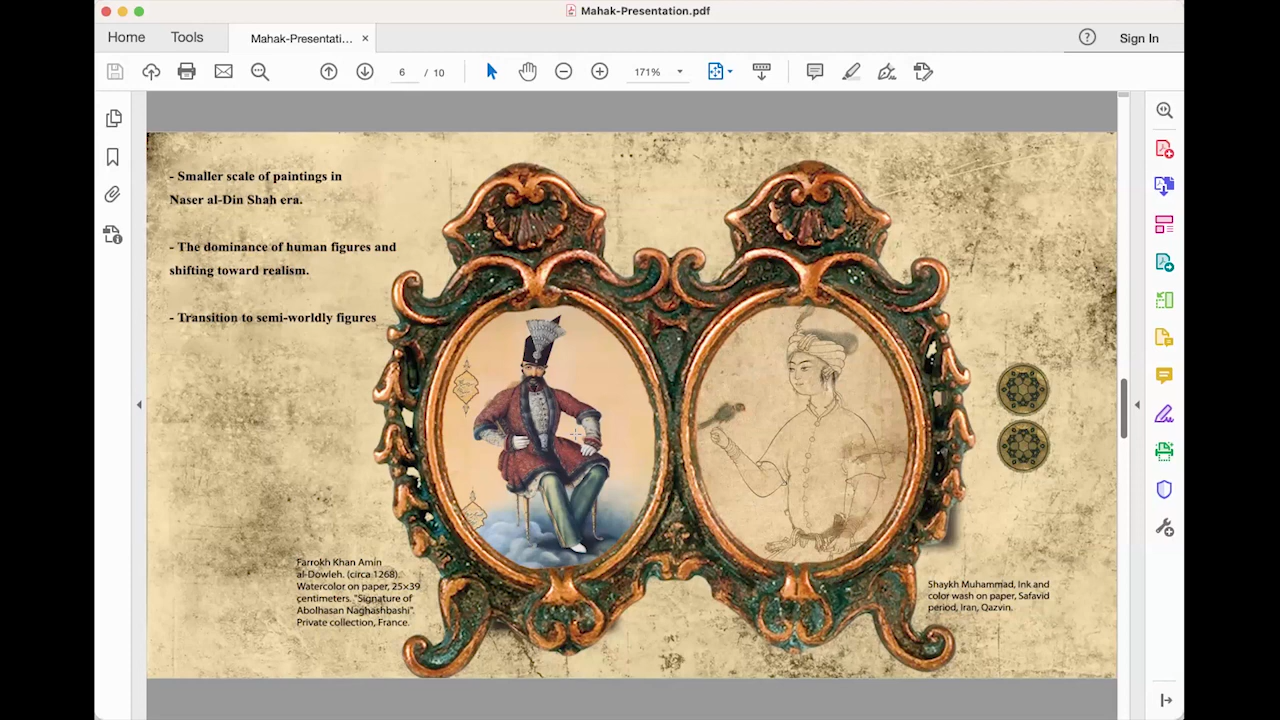 Mahak-Presentation.pdf
Home Tools Mahak-Presentati... × Sign In
6 / 10 171%
- Smaller scale of paintings in
Naser al-Din Shah era.
- The dominance of human figures and
shifting toward realism.
- Transition to semi-worldly figures
Farrokh Khan Amin
al-Dowleh. (circa 1268).
Watercolor on paper, 25×39
centimeters. "Signature of
Abolhasan Naghashbashi".
Private collection, France.
Shaykh Muhammad, Ink and
color wash on paper, Safavid
period, Iran, Qazvin.